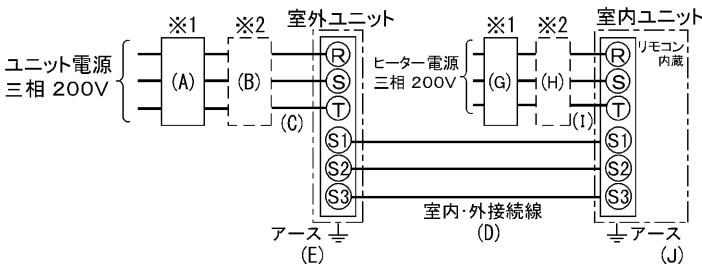 ※1 ※2 室外ユニット ※1 ※2 室内ユニット
ユニット電源
三相 200V
(A) (B) (C)
R
S
T
S1
S2
S3
ヒーター電源
三相 200V
(G) (H) (I)
R
S
T
S1
S2
S3
リモコン
内蔵
室内・外接続線
(D)
アース
(E)
アース
(J)